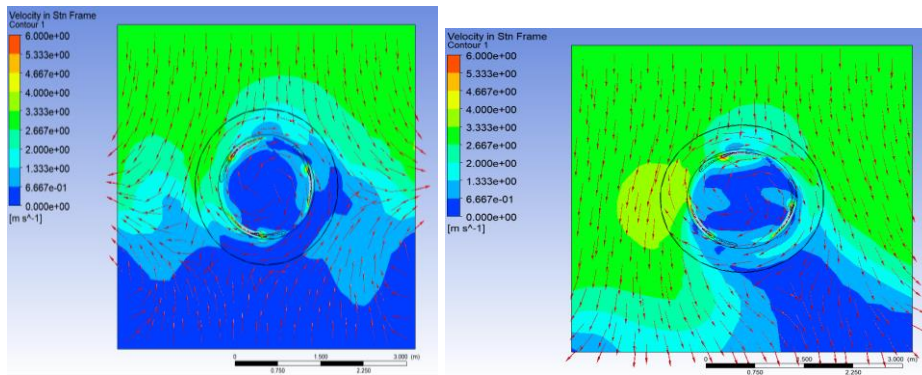 Velocity in Stn Frame
Contour 1
6.000e+00
5.333e+00
4.667e+00
4.000e+00
3.333e+00
2.667e+00
2.000e+00
1.333e+00
6.667e-01
0.000e+00
[m s^-1]
0 1.500 3.000 (m)
0.750 2.250
Velocity in Stn Frame
Contour 1
6.000e+00
5.333e+00
4.667e+00
4.000e+00
3.333e+00
2.667e+00
2.000e+00
1.333e+00
6.667e-01
0.000e+00
[m s^-1]
0 1.500 3.000 (m)
0.750 2.250